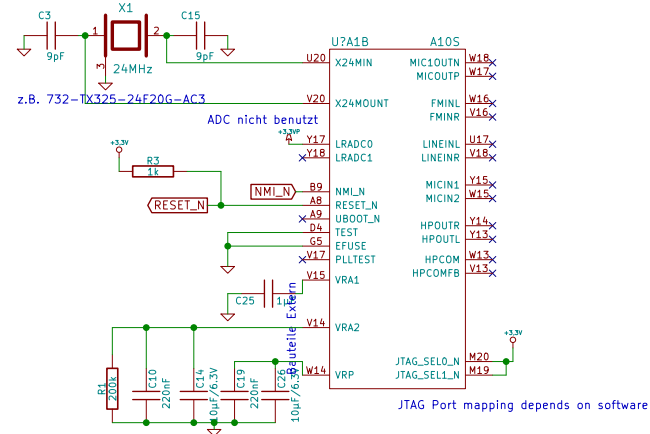 X1
C3
C15
1
2
9pF
9pF
3
24MHz
z.B. 732-TX325-24F20G-AC3
ADC nicht benutzt
U?A1B
A10S
U20 X24MIN
MIC1OUTN W18
MICOUTP W17
V20 X24MOUNT
FMINL W16
FMINR V16
+3,3VP
Y17 LRADC0
LINEINL U17
Y18 LRADC1
LINEINR V18
+3,3V
R3
1k
MICIN1 Y15
NMI_N
B9 NMI_N
MICIN2 W15
RESET_N
A8 RESET_N
A9 UBOOT_N
HPOUTR Y14
D4 TEST
HPOUTL Y13
G5 EFUSE
V17 PLLTEST
HPCOM W13
HPCOMFB V13
V15 VRA1
C25
1µ
Bauteile Extern
V14 VRA2
+3,3V
JTAG_SEL0_N M20
W14 VRP
JTAG_SEL1_N M19
R1
200k
C10
220nF
C14
10µF/6.3V
C19
220nF
C26
10µF/6.3V
JTAG Port mapping depends on software